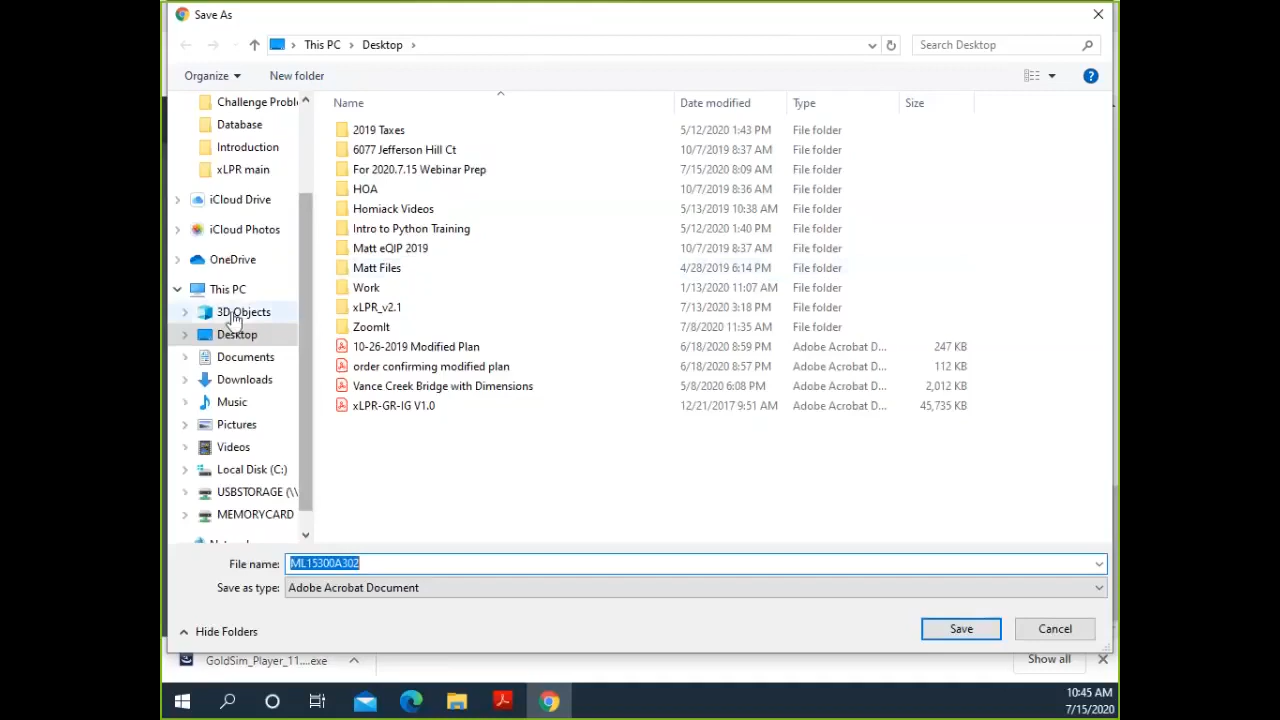 Save As
This PC
Desktop
Search Desktop
Organize
New folder
?
Challenge Proble
Database
Introduction
xLPR main
iCloud Drive
iCloud Photos
OneDrive
This PC
3D Objects
Desktop
Documents
Downloads
Music
Pictures
Videos
Local Disk (C:)
USBSTORAGE (\\
MEMORYCARD
Name Date modified Type Size
2019 Taxes 5/12/2020 1:43 PM File folder
6077 Jefferson Hill Ct 10/7/2019 8:37 AM File folder
For 2020.7.15 Webinar Prep 7/15/2020 8:09 AM File folder
HOA 10/7/2019 8:36 AM File folder
Homiack Videos 5/13/2019 10:38 AM File folder
Intro to Python Training 5/12/2020 1:40 PM File folder
Matt eQIP 2019 10/7/2019 8:37 AM File folder
Matt Files 4/28/2019 6:14 PM File folder
Work 1/13/2020 11:07 AM File folder
xLPR_v2.1 7/13/2020 3:18 PM File folder
ZoomIt 7/8/2020 11:35 AM File folder
10-26-2019 Modified Plan 6/18/2020 8:59 PM Adobe Acrobat D... 247 KB
order confirming modified plan 6/18/2020 8:57 PM Adobe Acrobat D... 112 KB
Vance Creek Bridge with Dimensions 5/8/2020 6:08 PM Adobe Acrobat D... 2,012 KB
xLPR-GR-IG V1.0 12/21/2017 9:51 AM Adobe Acrobat D... 45,735 KB
File name: ML15300A302
Save as type: Adobe Acrobat Document
Hide Folders
Save
Cancel
GoldSim_Player_11....exe
Show all
10:45 AM
7/15/2020